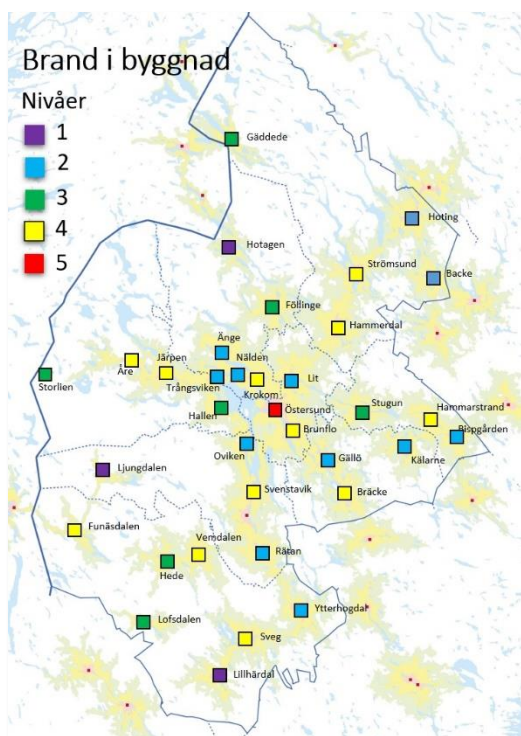 Brand i byggnad
Nivåer
1
2
3
4
5
Gäddede
Hoting
Hotagen
Strömsund
Backe
Föllinge
Hammerdal
Änge
Järpen
Nälden
Åre
Trångsviken
Krokom
Lit
Storlien
Hallen
Östersund
Stugun
Hammarstrand
Brunflo
Bispgården
Oviken
Källarne
Gällö
Ljungdalen
Svenstavik
Bräcke
Funäsdalen
Vemdalen
Rätan
Hede
Ytterhogdal
Lofsdalen
Sveg
Lillhärdal